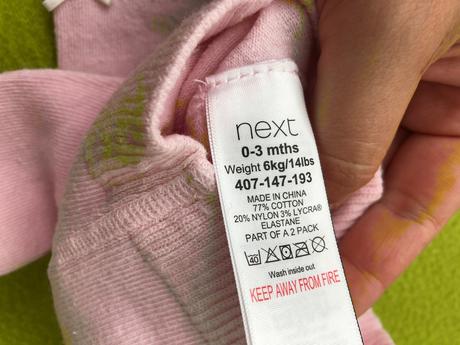 next
0-3 mths
Weight 6kg/14lbs
407-147-193
MADE IN CHINA
77% COTTON
20% NYLON 3% LYCRA®
ELASTANE
PART OF A 2 PACK
40
Wash inside out
KEEP AWAY FROM FIRE